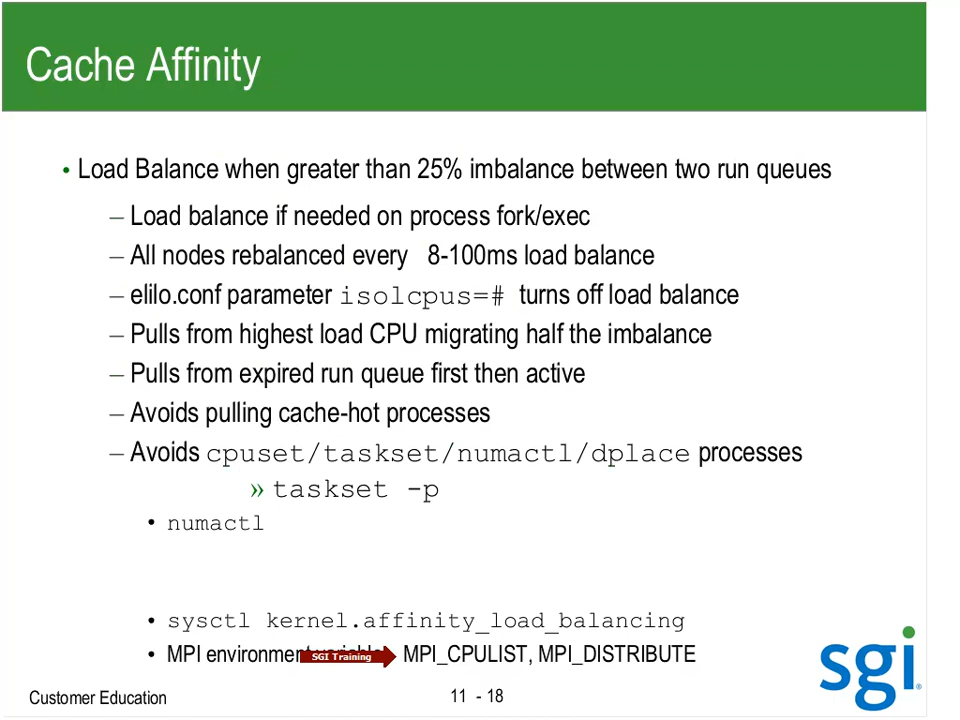 Cache Affinity
• Load Balance when greater than 25% imbalance between two run queues
– Load balance if needed on process fork/exec
– All nodes rebalanced every 8-100ms load balance
– elilo.conf parameter isolcpus=# turns off load balance
– Pulls from highest load CPU migrating half the imbalance
– Pulls from expired run queue first then active
– Avoids pulling cache-hot processes
– Avoids cpuset/taskset/numactl/dplace processes
» taskset -p
• numactl
• sysctl kernel.affinity_load_balancing
• MPI environment MPI_CPULIST, MPI_DISTRIBUTE
SGI Training
sgi®
Customer Education
11 - 18